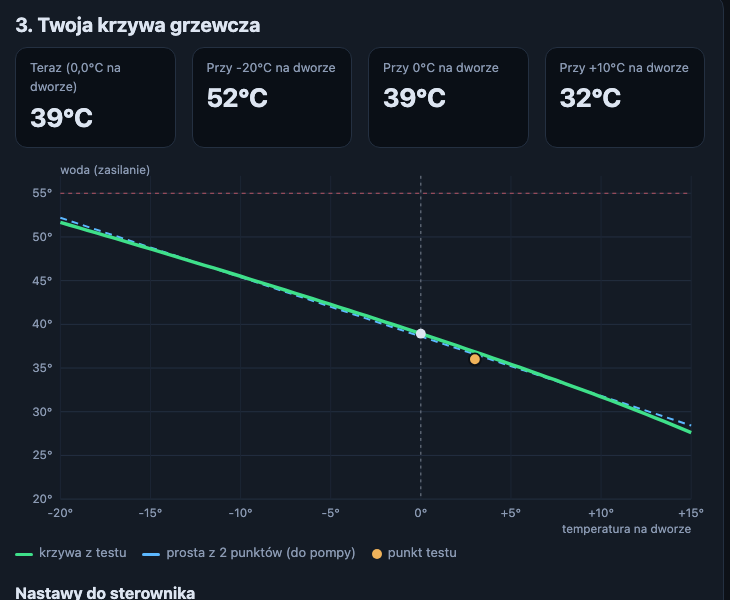 3. Twoja krzywa grzewcza
Teraz (0,0°C na
dworze)
39°C
Przy -20°C na dworze
52°C
Przy 0°C na dworze
39°C
Przy +10°C na dworze
32°C
woda (zasilanie)
55°
50°
45°
40°
35°
30°
25°
20°
-20° -15° -10° -5° 0° +5° +10° +15°
temperatura na dworze
krzywa z testu prosta z 2 punktów (do pompy) punkt testu
Nastawy do sterownika